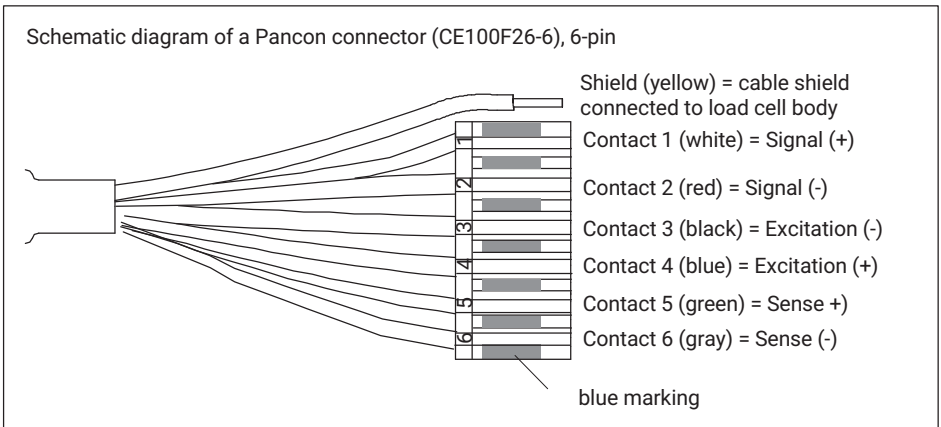 Schematic diagram of a Pancon connector (CE100F26-6), 6-pin
Shield (yellow) = cable shield
connected to load cell body
1
Contact 1 (white) = Signal (+)
2
Contact 2 (red) = Signal (-)
3
Contact 3 (black) = Excitation (-)
4
Contact 4 (blue) = Excitation (+)
5
Contact 5 (green) = Sense +)
6
Contact 6 (gray) = Sense (-)
blue marking